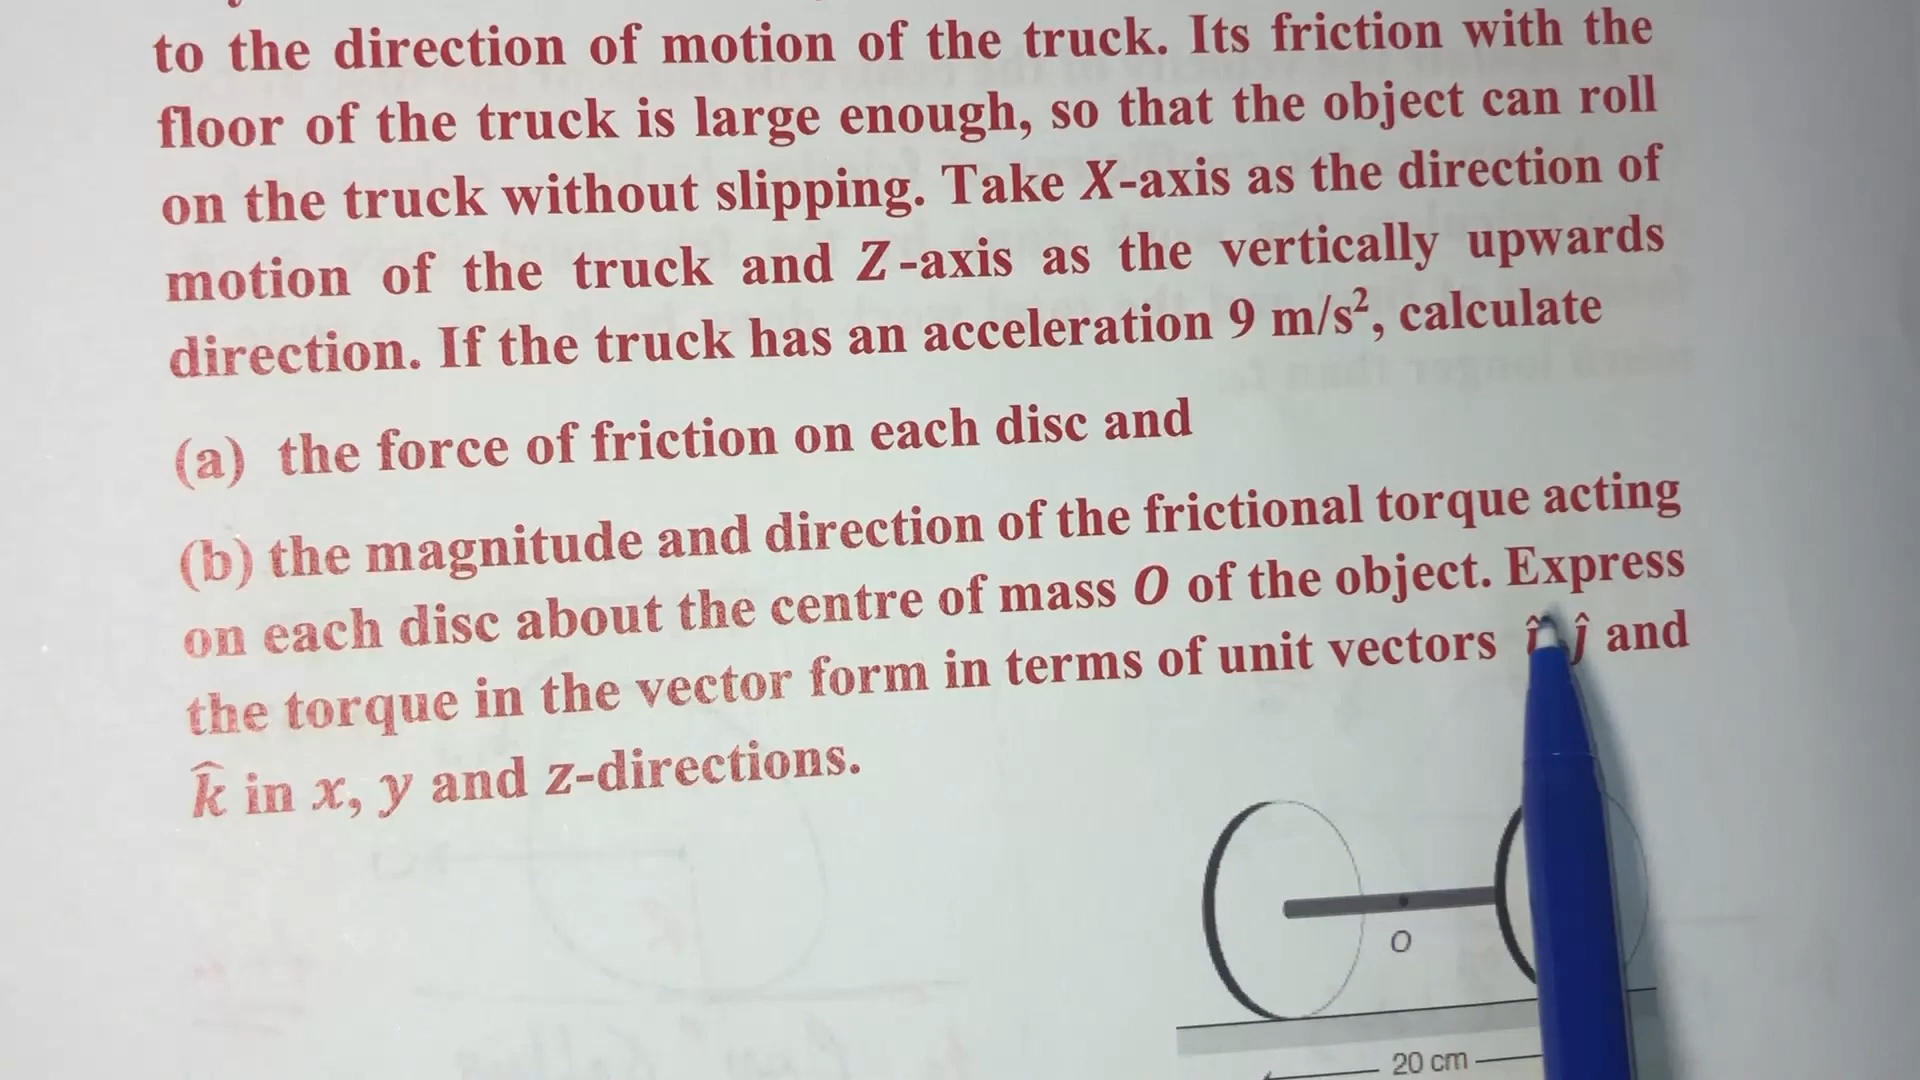 to the direction of motion of the truck. Its friction with the
floor of the truck is large enough, so that the object can roll
on the truck without slipping. Take X-axis as the direction of
motion of the truck and Z-axis as the vertically upwards
direction. If the truck has an acceleration 9 m/s², calculate
(a) the force of friction on each disc and
(b) the magnitude and direction of the frictional torque acting
on each disc about the centre of mass O of the object. Express
the torque in the vector form in terms of unit vectors î ĵ and
k̂ in x, y and z-directions.
O
20 cm